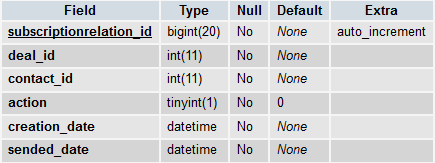 Field Type Null Default Extra
subscriptionrelation_id bigint(20) No None auto_increment
deal_id int(11) No None
contact_id int(11) No None
action tinyint(1) No 0
creation_date datetime No None
sended_date datetime No None